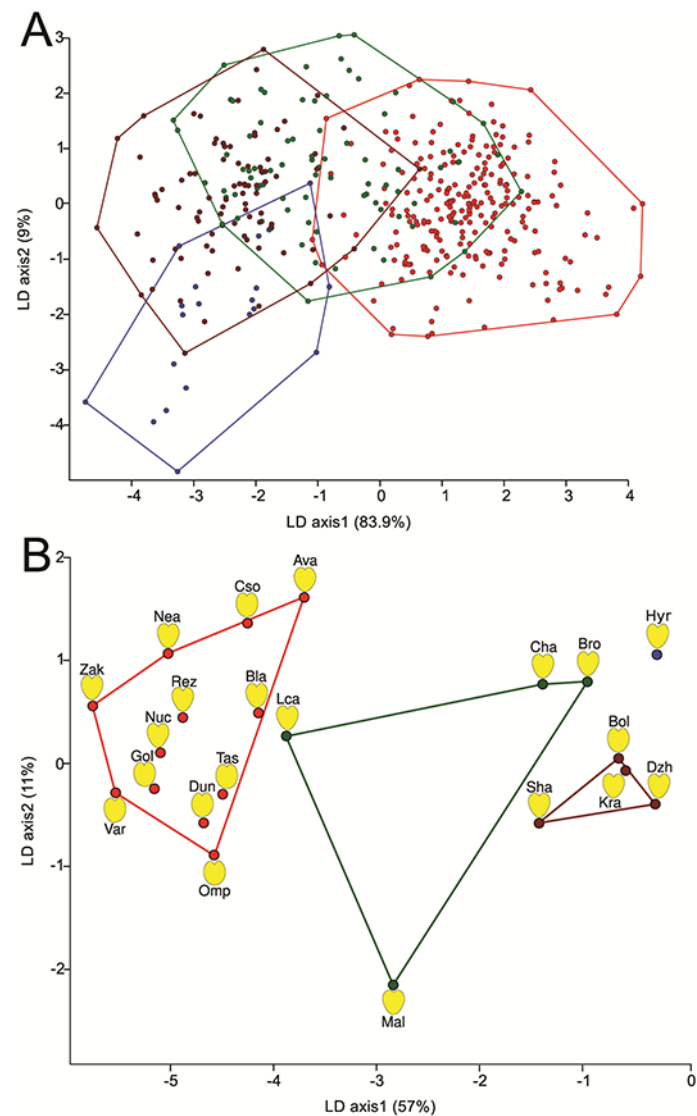 A
3
2
1
0
-1
-2
-3
-4
LD axis2 (9%)
-4 -3 -2 -1 0 1 2 3 4
LD axis1 (83.9%)
B
2
1
0
-1
-2
LD axis2 (11%)
Ava
Cso
Nea
Hyr
Cha Bro
Zak
Rez
Bla
Lca
Nuc
Bol
Gol
Tas
Dzh
Dun
Sha
Kra
Var
Omp
Mal
-5 -4 -3 -2 -1 0
LD axis1 (57%)